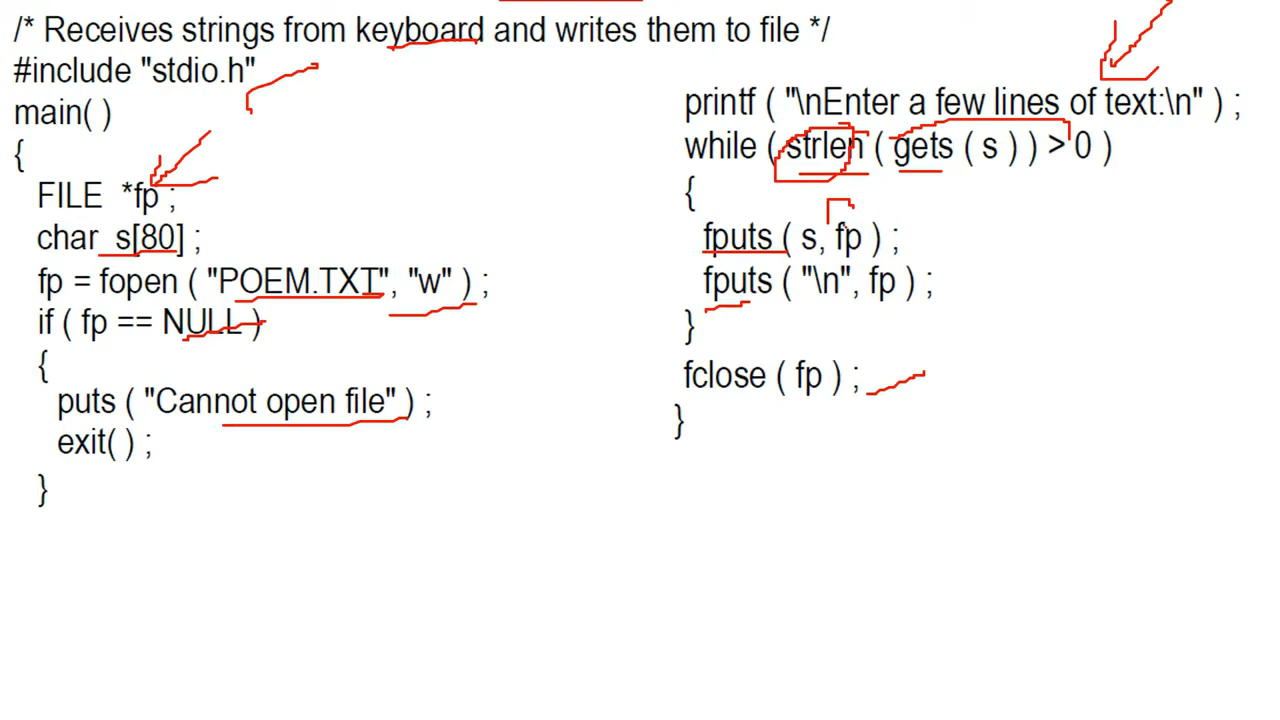 /* Receives strings from keyboard and writes them to file */
#include "stdio.h"
main( )
{
FILE *fp ;
char s[80] ;
fp = fopen ( "POEM.TXT", "w" ) ;
if ( fp == NULL )
{
puts ( "Cannot open file" ) ;
exit( ) ;
}
printf ( "\nEnter a few lines of text:\n" ) ;
while ( strlen ( gets ( s ) ) > 0 )
{
fputs ( s, fp ) ;
fputs ( "\n", fp ) ;
}
fclose ( fp ) ;
}